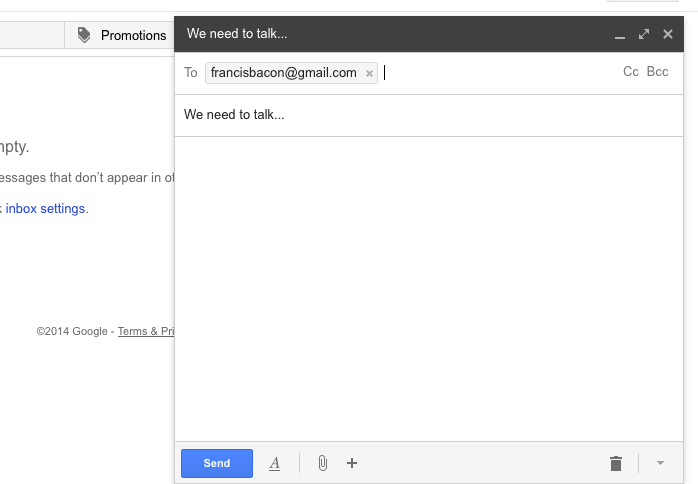 Promotions
We need to talk...
To francisbacon@gmail.com × Cc Bcc
We need to talk...
mpty.
essages that don't appear in ot
inbox settings.
©2014 Google - Terms & Pri
Send A